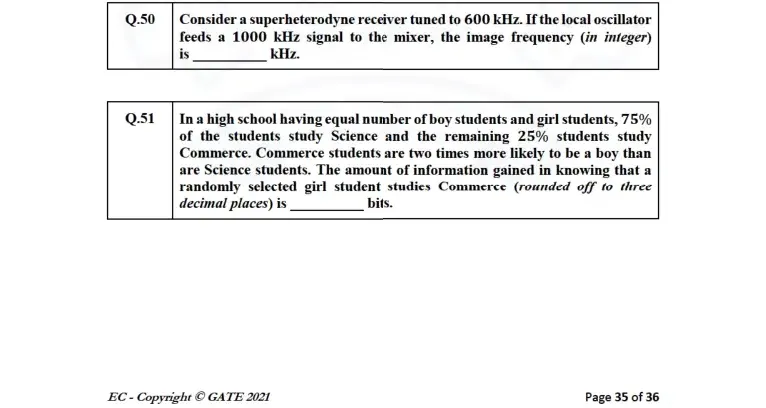 Q.50 Consider a superheterodyne receiver tuned to 600 kHz. If the local oscillator
feeds a 1000 kHz signal to the mixer, the image frequency (in integer)
is __________ kHz.
Q.51 In a high school having equal number of boy students and girl students, 75%
of the students study Science and the remaining 25% students study
Commerce. Commerce students are two times more likely to be a boy than
are Science students. The amount of information gained in knowing that a
randomly selected girl student studies Commerce (rounded off to three
decimal places) is __________ bits.
EC - Copyright © GATE 2021 Page 35 of 36